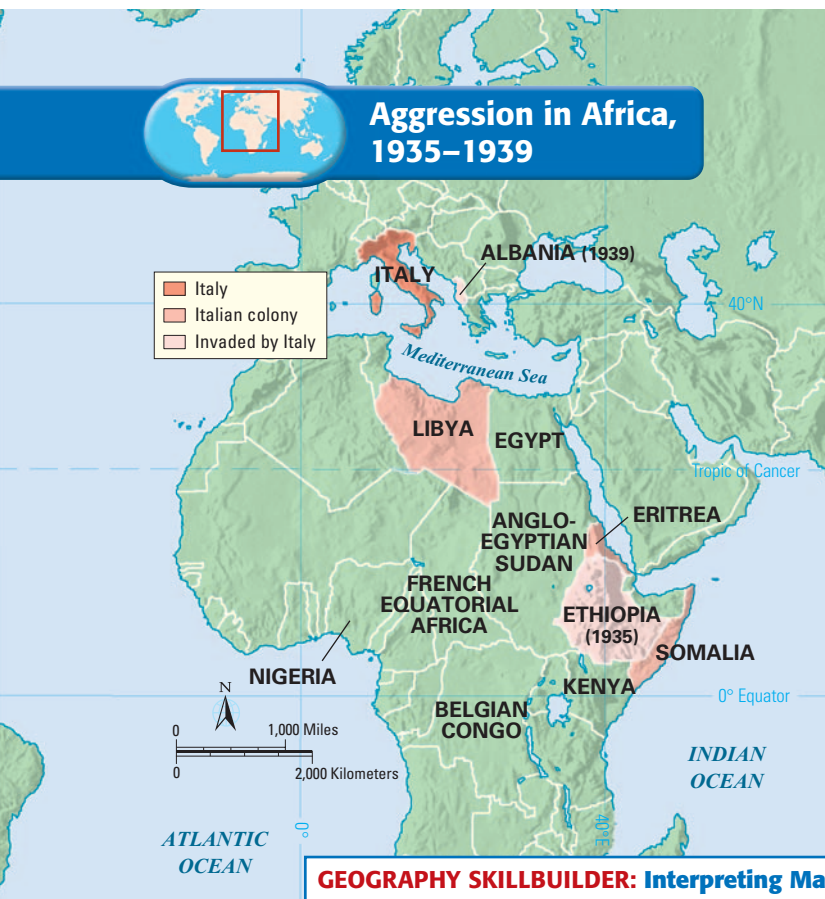 Aggression in Africa,
1935–1939
ALBANIA (1939)
ITALY
Italy
Italian colony
Invaded by Italy
40°N
Mediterranean Sea
LIBYA
EGYPT
Tropic of Cancer
ERITREA
ANGLO-
EGYPTIAN
SUDAN
FRENCH
EQUATORIAL
AFRICA
ETHIOPIA
(1935)
SOMALIA
NIGERIA
KENYA
0° Equator
N
BELGIAN
CONGO
0 1,000 Miles
0 2,000 Kilometers
INDIAN
OCEAN
ATLANTIC
OCEAN
0°
40°E
GEOGRAPHY SKILLBUILDER: Interpreting Ma